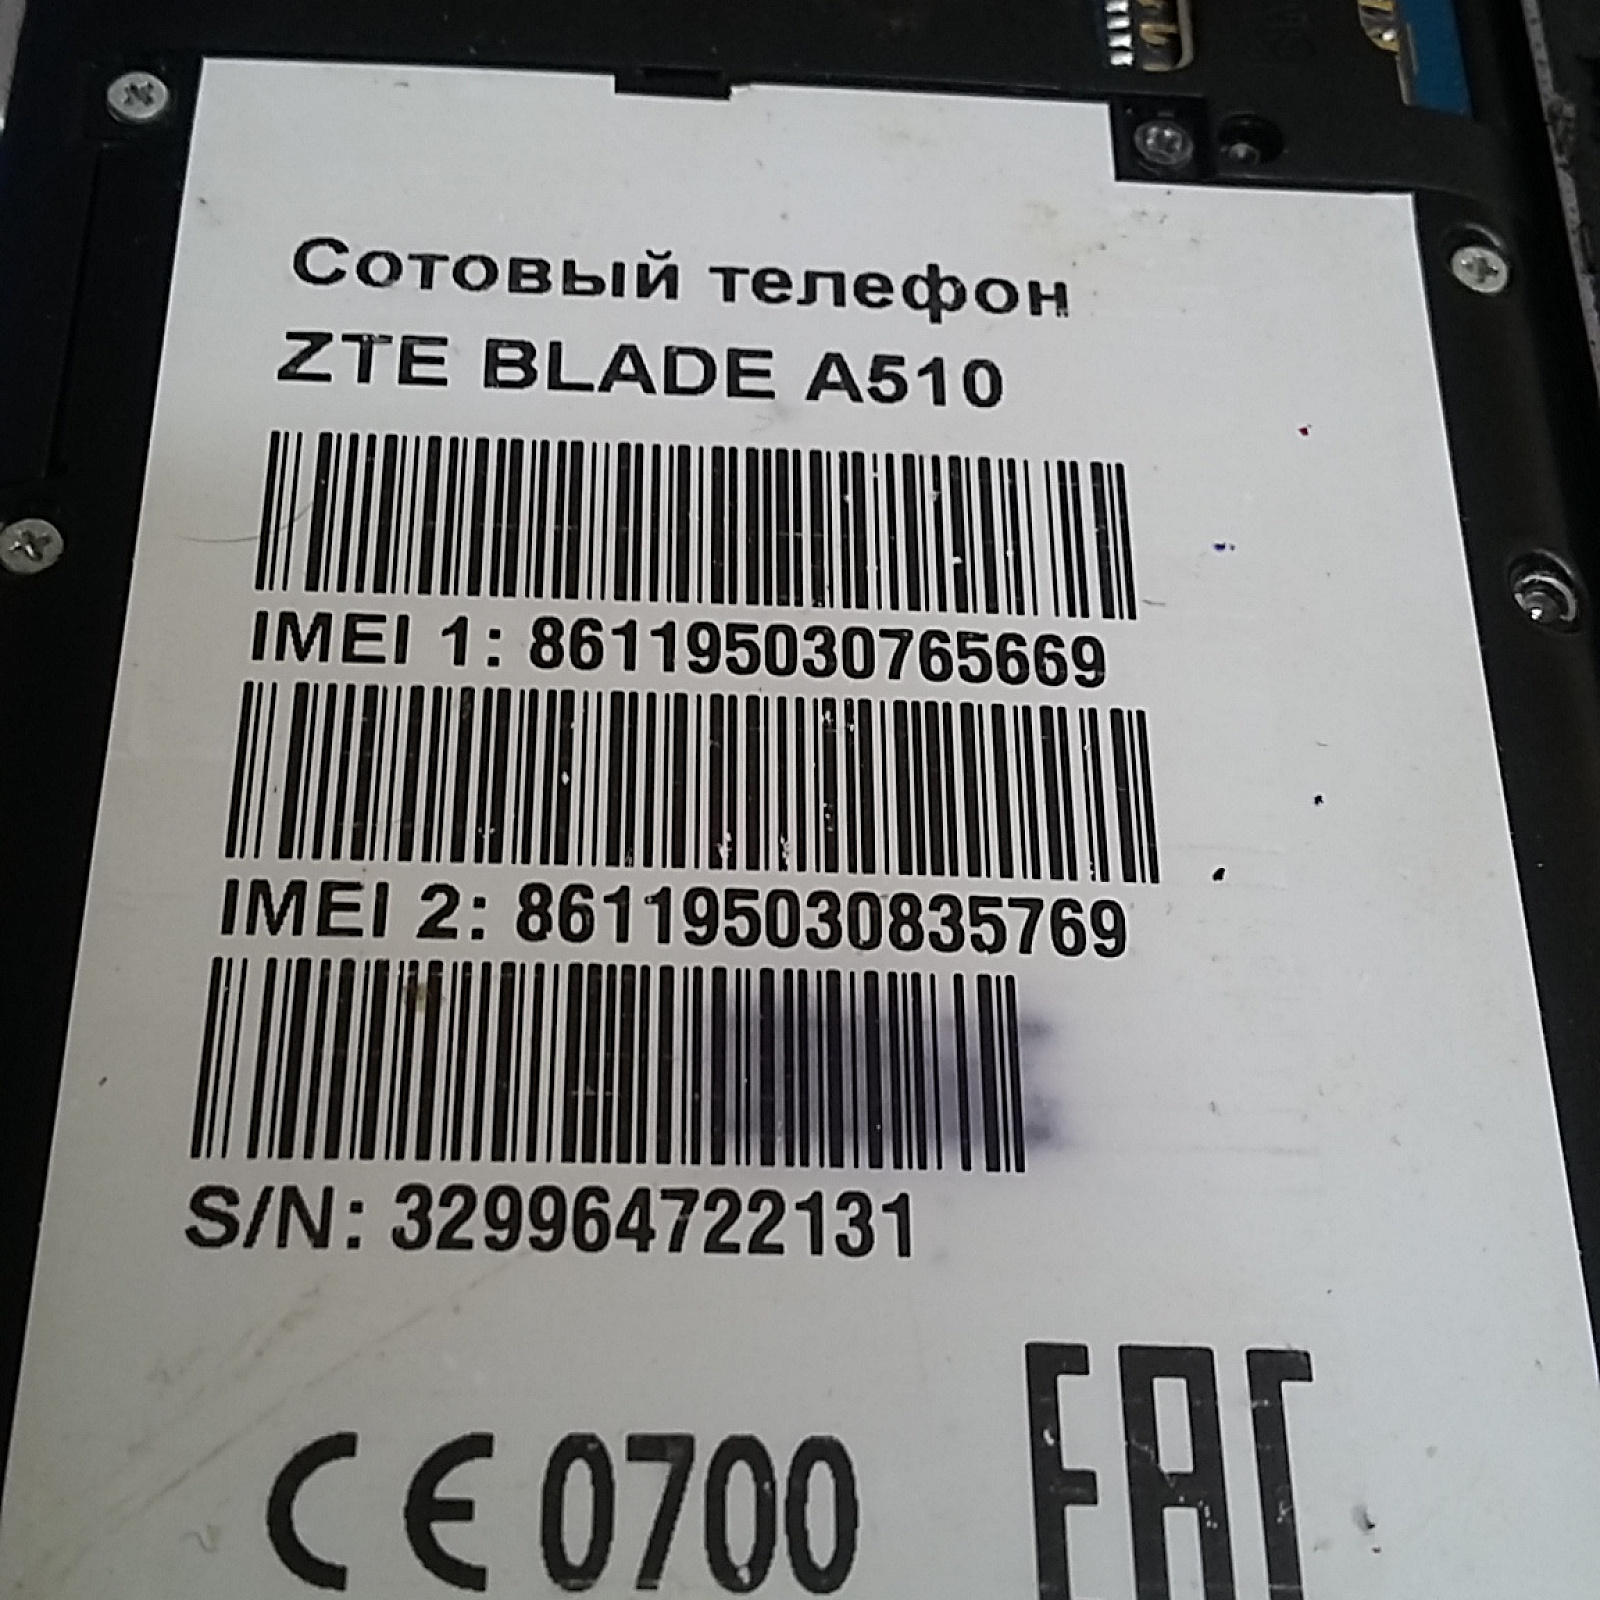 Сотовый телефон
ZTE BLADE A510
IMEI 1: 861195030765669
IMEI 2: 861195030835769
S/N: 329964722131
CE 0700
EAC